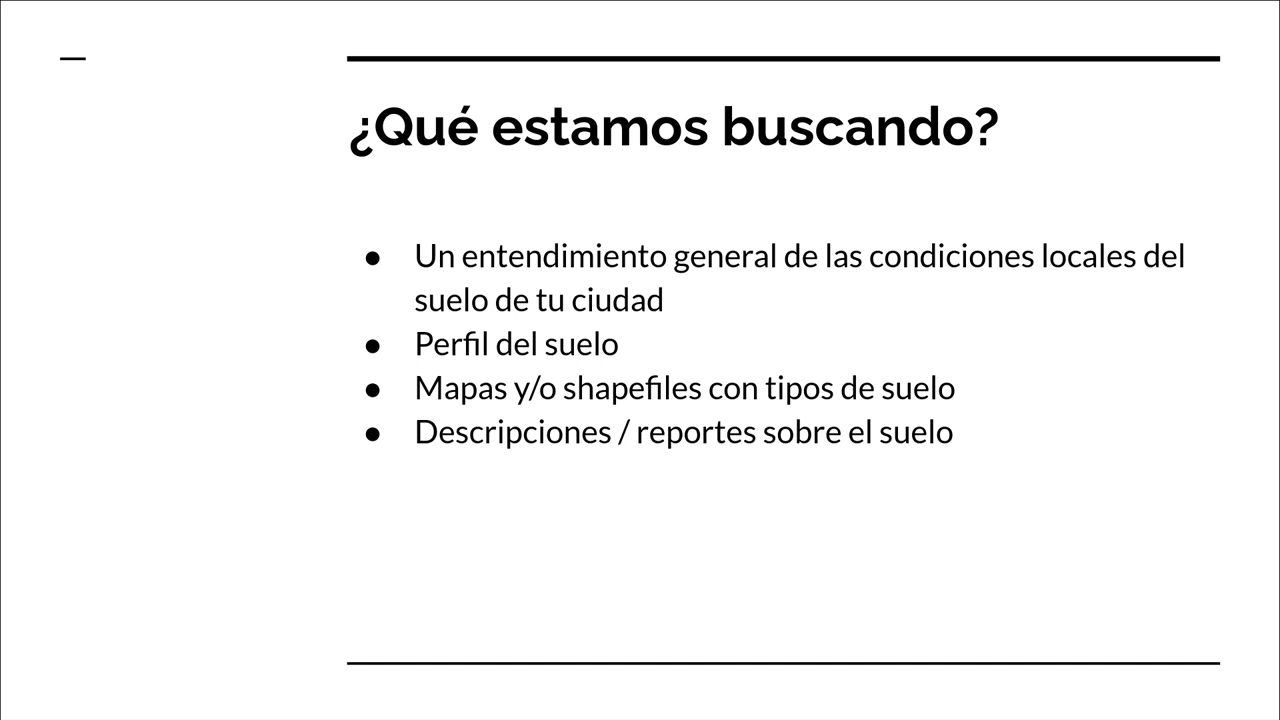 ¿Qué estamos buscando?
● Un entendimiento general de las condiciones locales del
suelo de tu ciudad
● Perfil del suelo
● Mapas y/o shapefiles con tipos de suelo
● Descripciones / reportes sobre el suelo